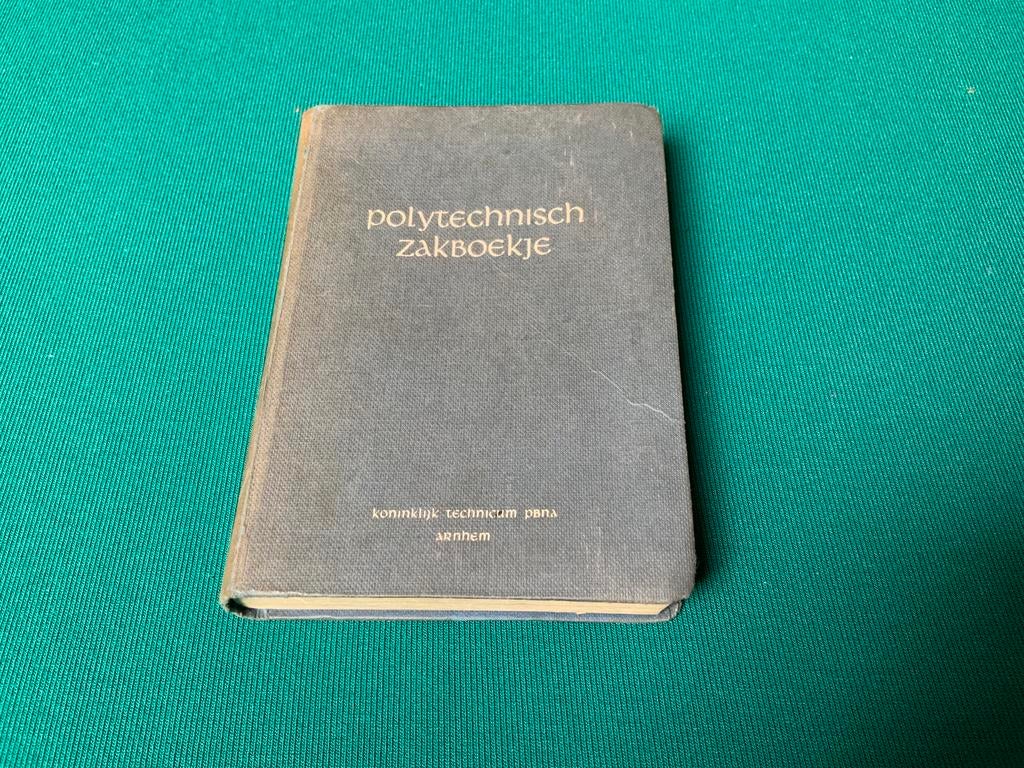 polytechnisch
zakboekje
koninklijk technicum pbna
arnhem